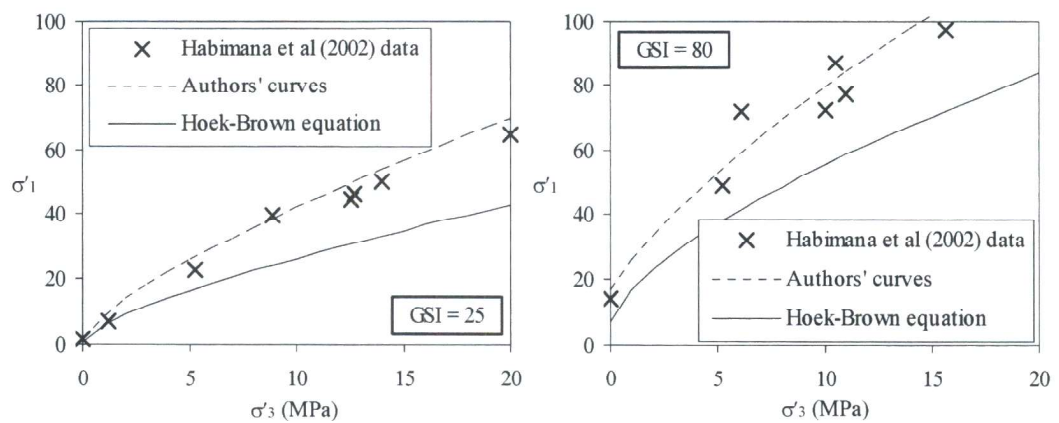 100
80
60
σ'1
40
20
0
0 5 10 15 20
σ'3 (MPa)
Habimana et al (2002) data
Authors' curves
Hoek-Brown equation
GSI = 25
100
80
60
σ'1
40
20
0
0 5 10 15 20
σ'3 (MPa)
GSI = 80
Habimana et al (2002) data
Authors' curves
Hoek-Brown equation